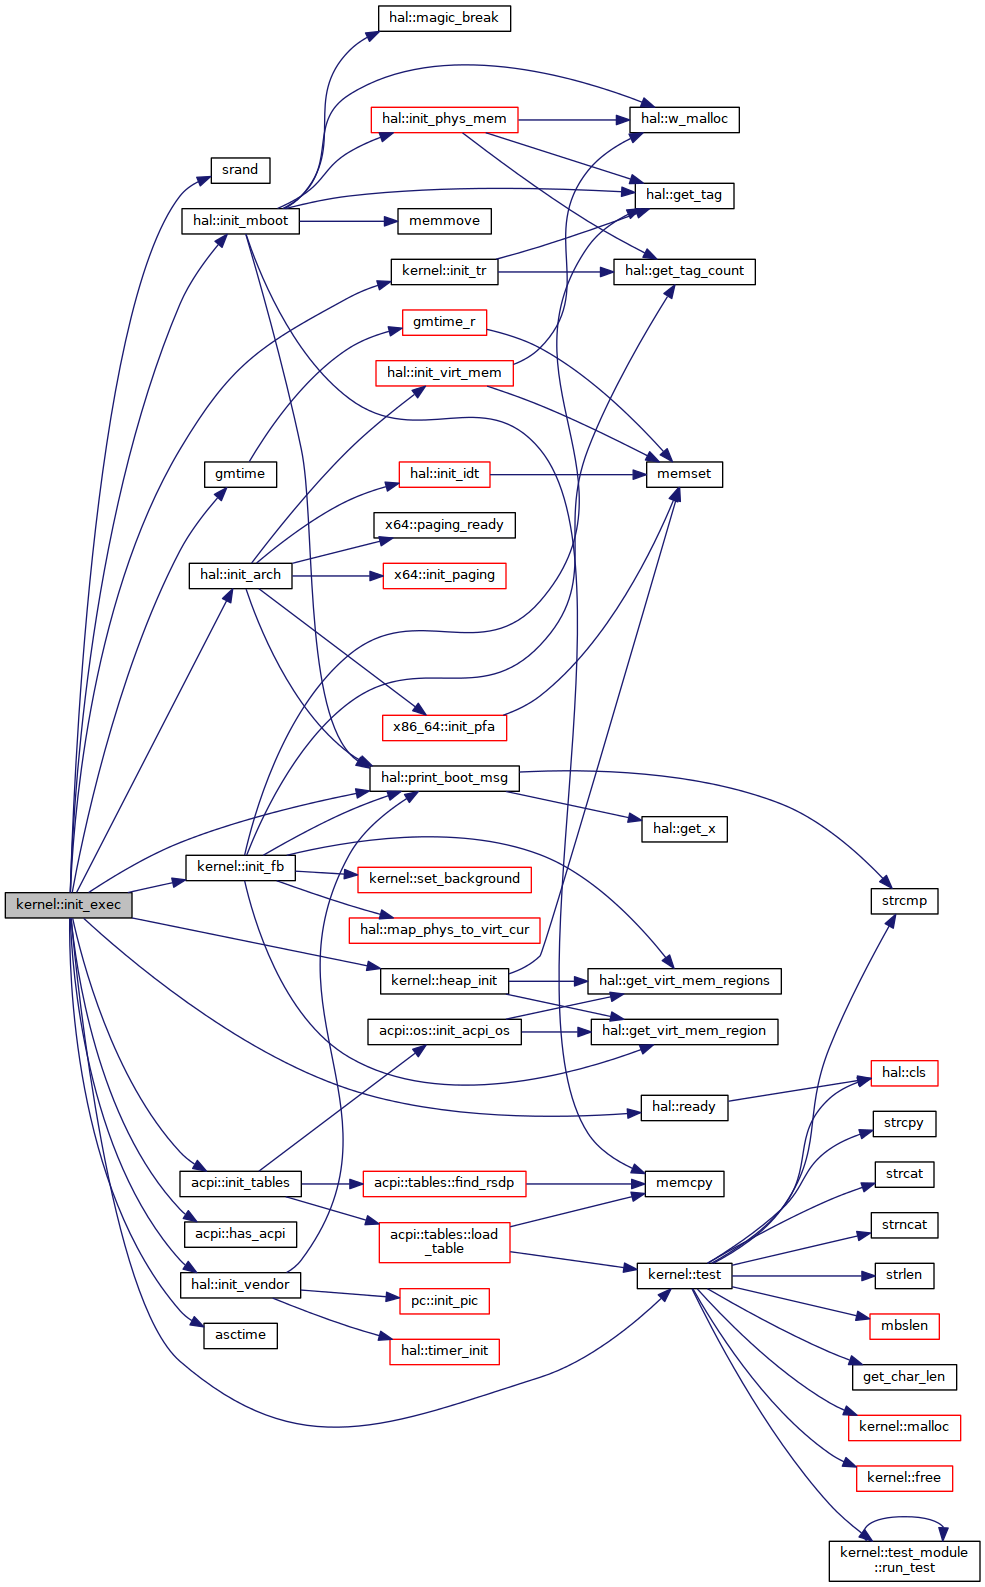 hal::magic_break
hal::init_phys_mem
hal::w_malloc
srand
hal::get_tag
hal::init_mboot
memmove
kernel::init_tr
hal::get_tag_count
gmtime_r
hal::init_virt_mem
gmtime
hal::init_idt
memset
x64::paging_ready
hal::init_arch
x64::init_paging
x86_64::init_pfa
hal::print_boot_msg
hal::get_x
kernel::init_fb
kernel::set_background
strcmp
kernel::init_exec
hal::map_phys_to_virt_cur
kernel::heap_init
hal::get_virt_mem_regions
acpi::os::init_acpi_os
hal::get_virt_mem_region
hal::cls
hal::ready
strcpy
acpi::init_tables
acpi::tables::find_rsdp
memcpy
strcat
acpi::has_acpi
acpi::tables::load
_table
strncat
hal::init_vendor
kernel::test
strlen
pc::init_pic
asctime
mbslen
hal::timer_init
get_char_len
kernel::malloc
kernel::free
kernel::test_module
::run_test